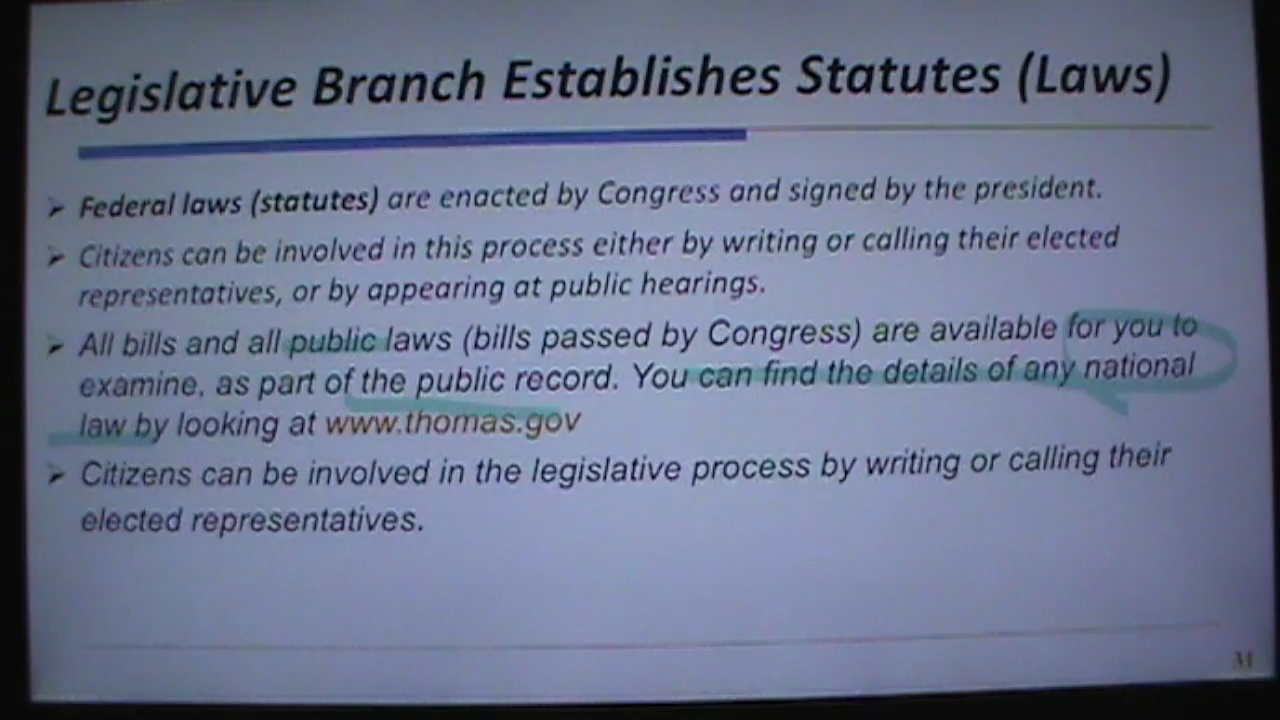 Legislative Branch Establishes Statutes (Laws)
➢ Federal laws (statutes) are enacted by Congress and signed by the president.
➢ Citizens can be involved in this process either by writing or calling their elected
representatives, or by appearing at public hearings.
➢ All bills and all public laws (bills passed by Congress) are available for you to
examine, as part of the public record. You can find the details of any national
law by looking at www.thomas.gov
➢ Citizens can be involved in the legislative process by writing or calling their
elected representatives.
31